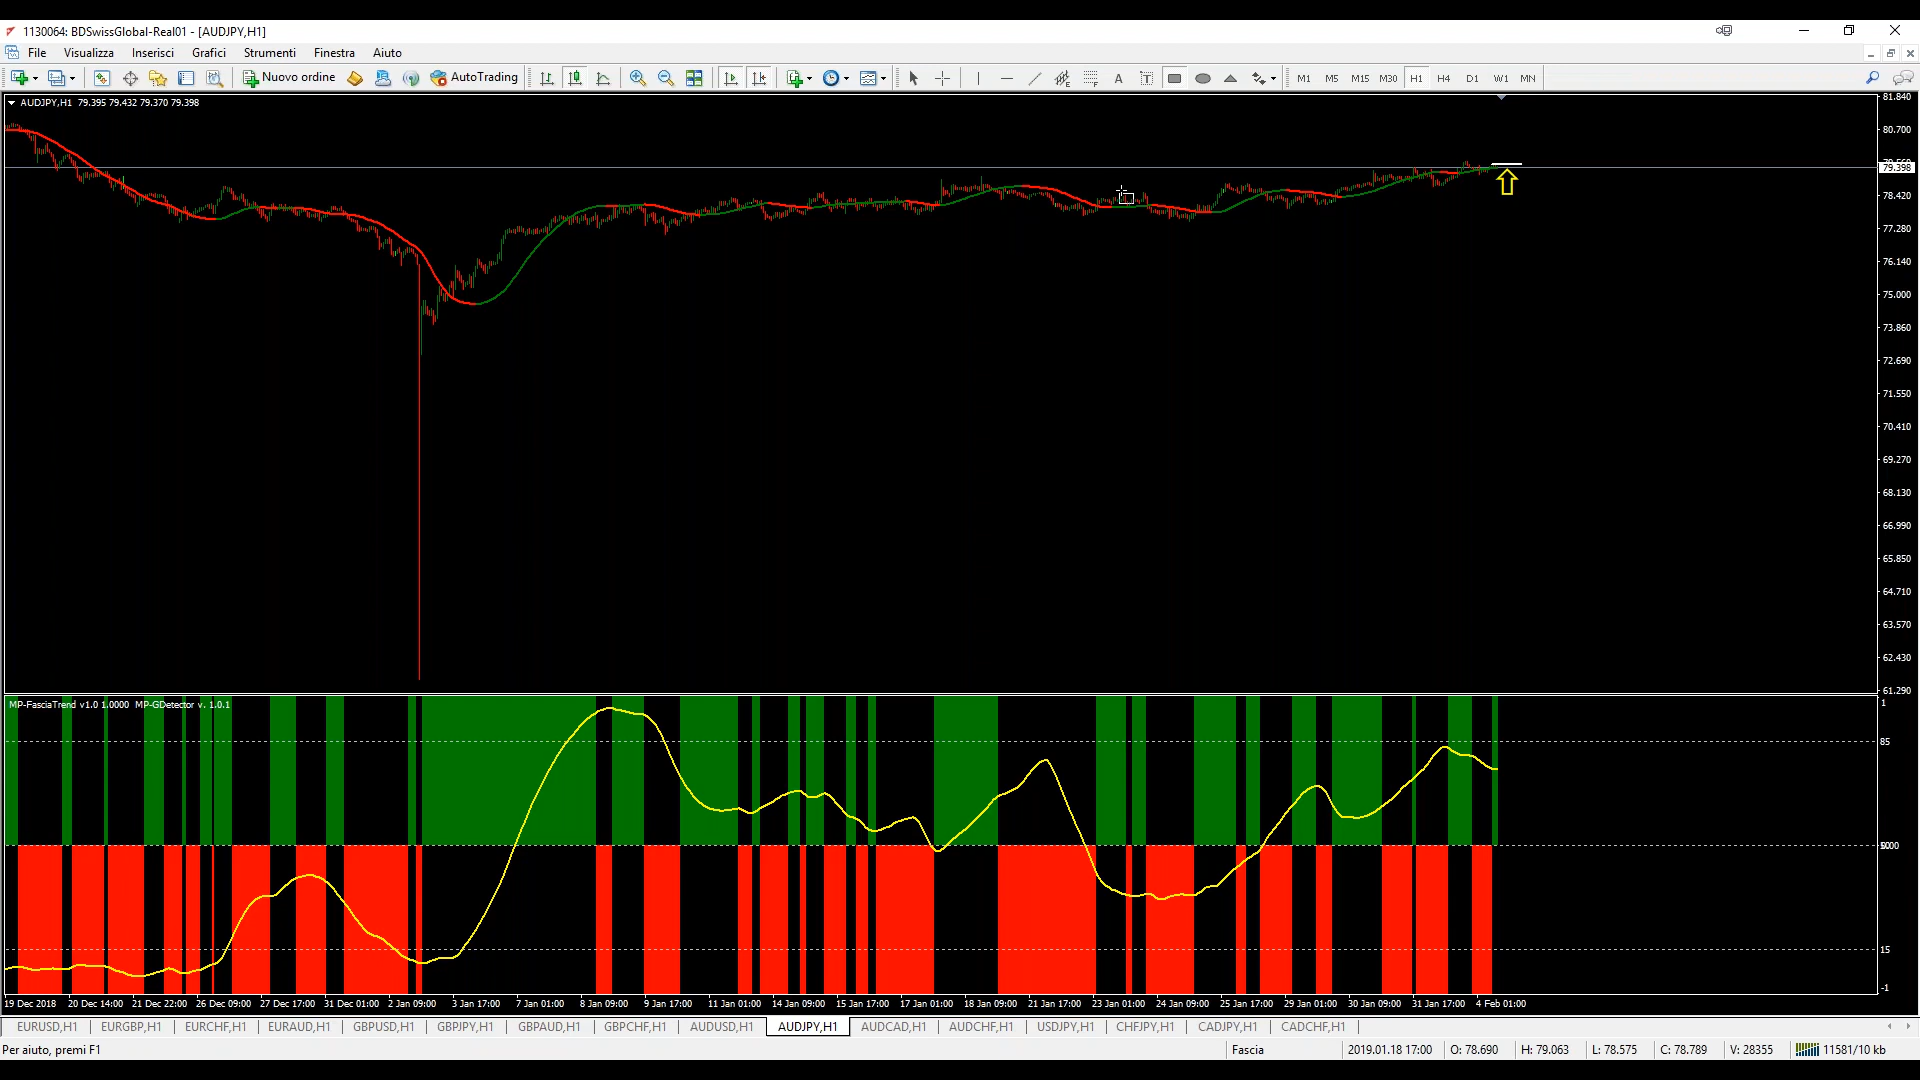 1130064: BDSwissGlobal-Real01 - [AUDJPY,H1]
File Visualizza Inserisci Grafici Strumenti Finestra Aiuto
Nuovo ordine AutoTrading A T M1 M5 M15 M30 H1 H4 D1 W1 MN
AUDJPY,H1 79.395 79.432 79.370 79.398
81.840
80.700
79.398
78.420
77.280
76.140
75.000
73.860
72.690
71.550
70.410
69.270
68.130
66.990
65.850
64.710
63.570
62.430
61.290
MP-FasciaTrend v1.0 1.0000 MP-GDetector v. 1.0.1
1
85
15
-1
19 Dec 2018 20 Dec 14:00 21 Dec 22:00 26 Dec 09:00 27 Dec 17:00 31 Dec 01:00 2 Jan 09:00 3 Jan 17:00 7 Jan 01:00 8 Jan 09:00 9 Jan 17:00 11 Jan 01:00 14 Jan 09:00 15 Jan 17:00 17 Jan 01:00 18 Jan 09:00 21 Jan 17:00 23 Jan 01:00 24 Jan 09:00 25 Jan 17:00 29 Jan 01:00 30 Jan 09:00 31 Jan 17:00 4 Feb 01:00
EURUSD,H1 EURGBP,H1 EURCHF,H1 EURAUD,H1 GBPUSD,H1 GBPJPY,H1 GBPAUD,H1 GBPCHF,H1 AUDUSD,H1 AUDJPY,H1 AUDCAD,H1 AUDCHF,H1 USDJPY,H1 CHFJPY,H1 CADJPY,H1 CADCHF,H1
Per aiuto, premi F1 Fascia 2019.01.18 17:00 O: 78.690 H: 79.063 L: 78.575 C: 78.789 V: 28355 11581/10 kb